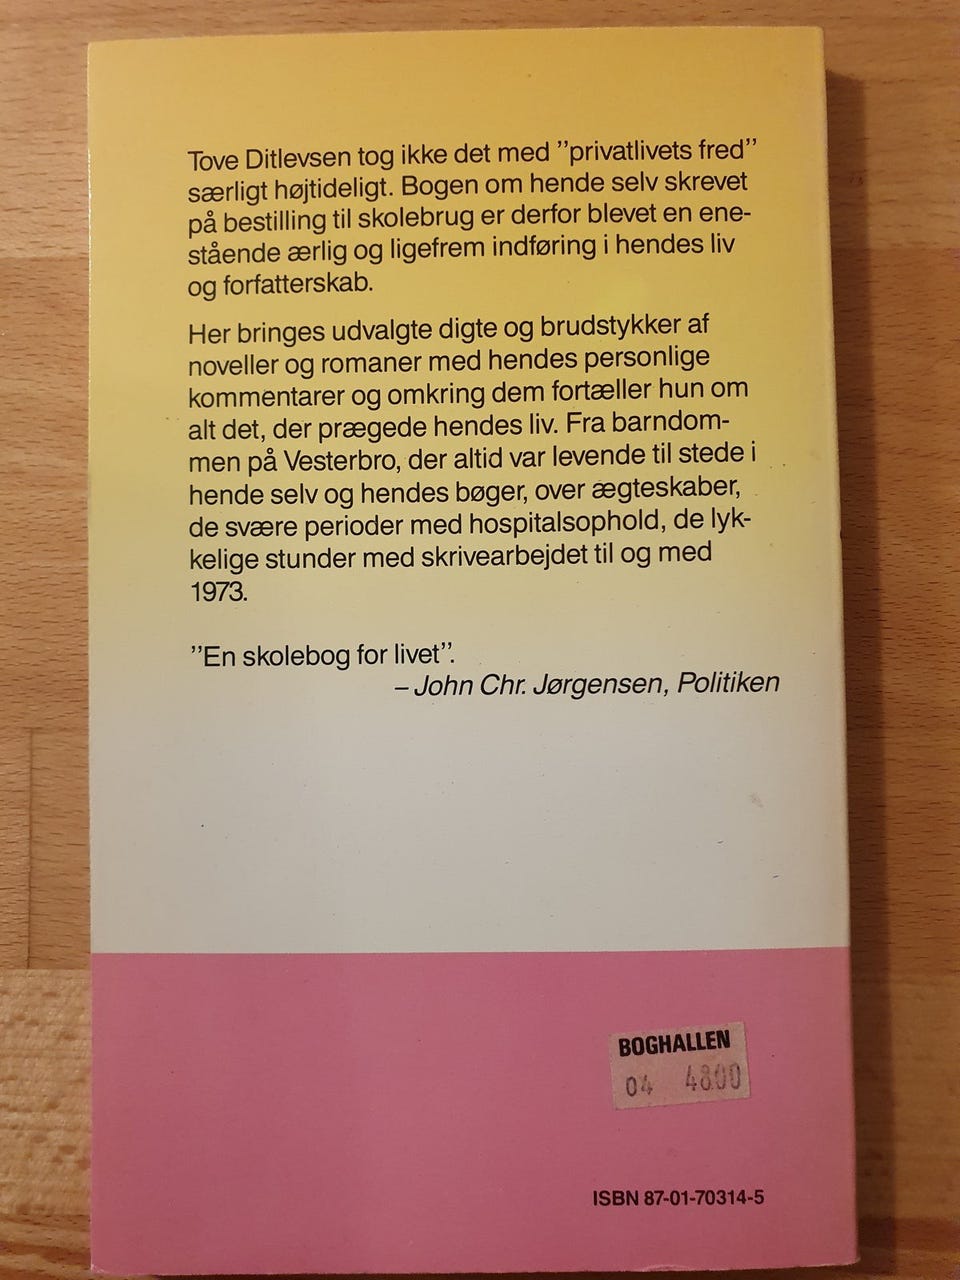 Tove Ditlevsen tog ikke det med ”privatlivets fred”
særligt højtideligt. Bogen om hende selv skrevet
på bestilling til skolebrug er derfor blevet en ene-
stående ærlig og ligefrem indføring i hendes liv
og forfatterskab.
Her bringes udvalgte digte og brudstykker af
noveller og romaner med hendes personlige
kommentarer og omkring dem fortæller hun om
alt det, der prægede hendes liv. Fra barndom-
men på Vesterbro, der altid var levende til stede i
hende selv og hendes bøger, over ægteskaber,
de svære perioder med hospitalsophold, de lyk-
kelige stunder med skrivearbejdet til og med
1973.
”En skolebog for livet”.
– John Chr. Jørgensen, Politiken
BOGHALLEN
04 48.00
ISBN 87-01-70314-5